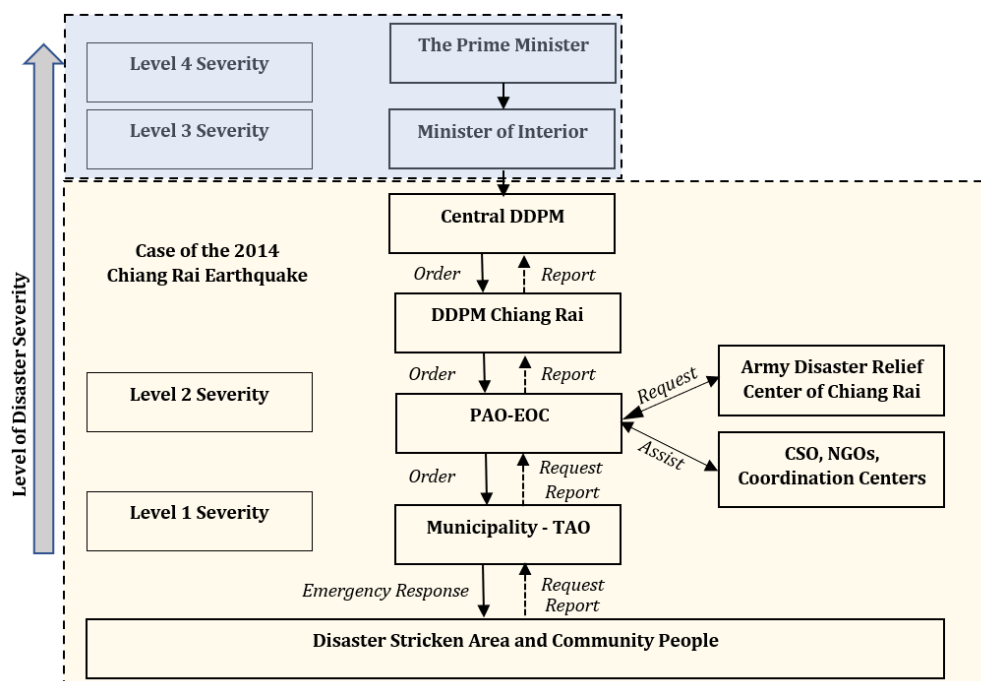 Level of Disaster Severity
Level 4 Severity
The Prime Minister
Level 3 Severity
Minister of Interior
Central DDPM
Case of the 2014
Chiang Rai Earthquake
Order
Report
DDPM Chiang Rai
Order
Report
Level 2 Severity
PAO-EOC
Request
Army Disaster Relief
Center of Chiang Rai
Assist
CSO, NGOs,
Coordination Centers
Order
Request
Report
Level 1 Severity
Municipality - TAO
Emergency Response
Request
Report
Disaster Stricken Area and Community People